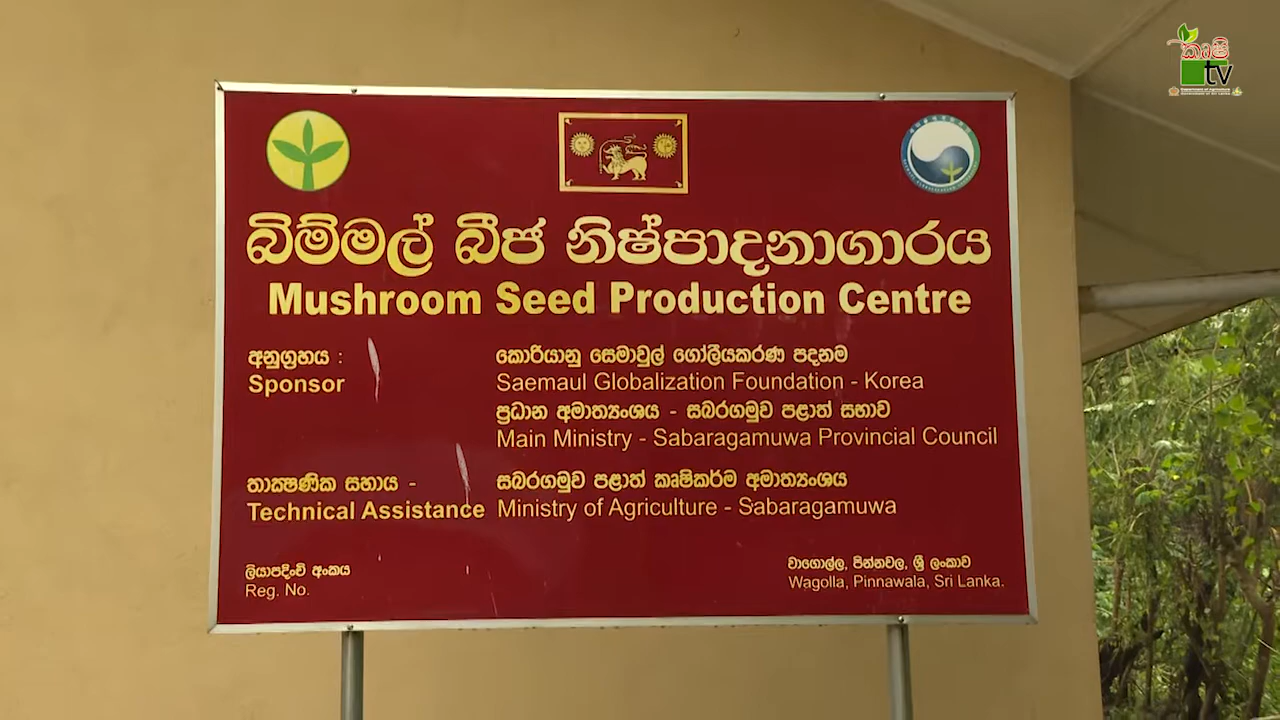 කෘෂි
tv
බිම්මල් බීජ නිෂ්පාදනාගාරය
Mushroom Seed Production Centre
අනුග්‍රහය : කොරියානු සෙමාවුල් ගෝලීයකරණ පදනම
Sponsor Saemaul Globalization Foundation - Korea
ප්‍රධාන අමාත්‍යංශය - සබරගමුව පළාත් සභාව
Main Ministry - Sabaragamuwa Provincial Council
තාක්‍ෂණික සහාය - සබරගමුව පළාත් කෘෂිකර්ම අමාත්‍යංශය
Technical Assistance Ministry of Agriculture - Sabaragamuwa
ලියාපදිංචි අංකය
Reg. No.
වාගොල්ල, පින්නවල, ශ්‍රී ලංකාව
Wagolla, Pinnawala, Sri Lanka.